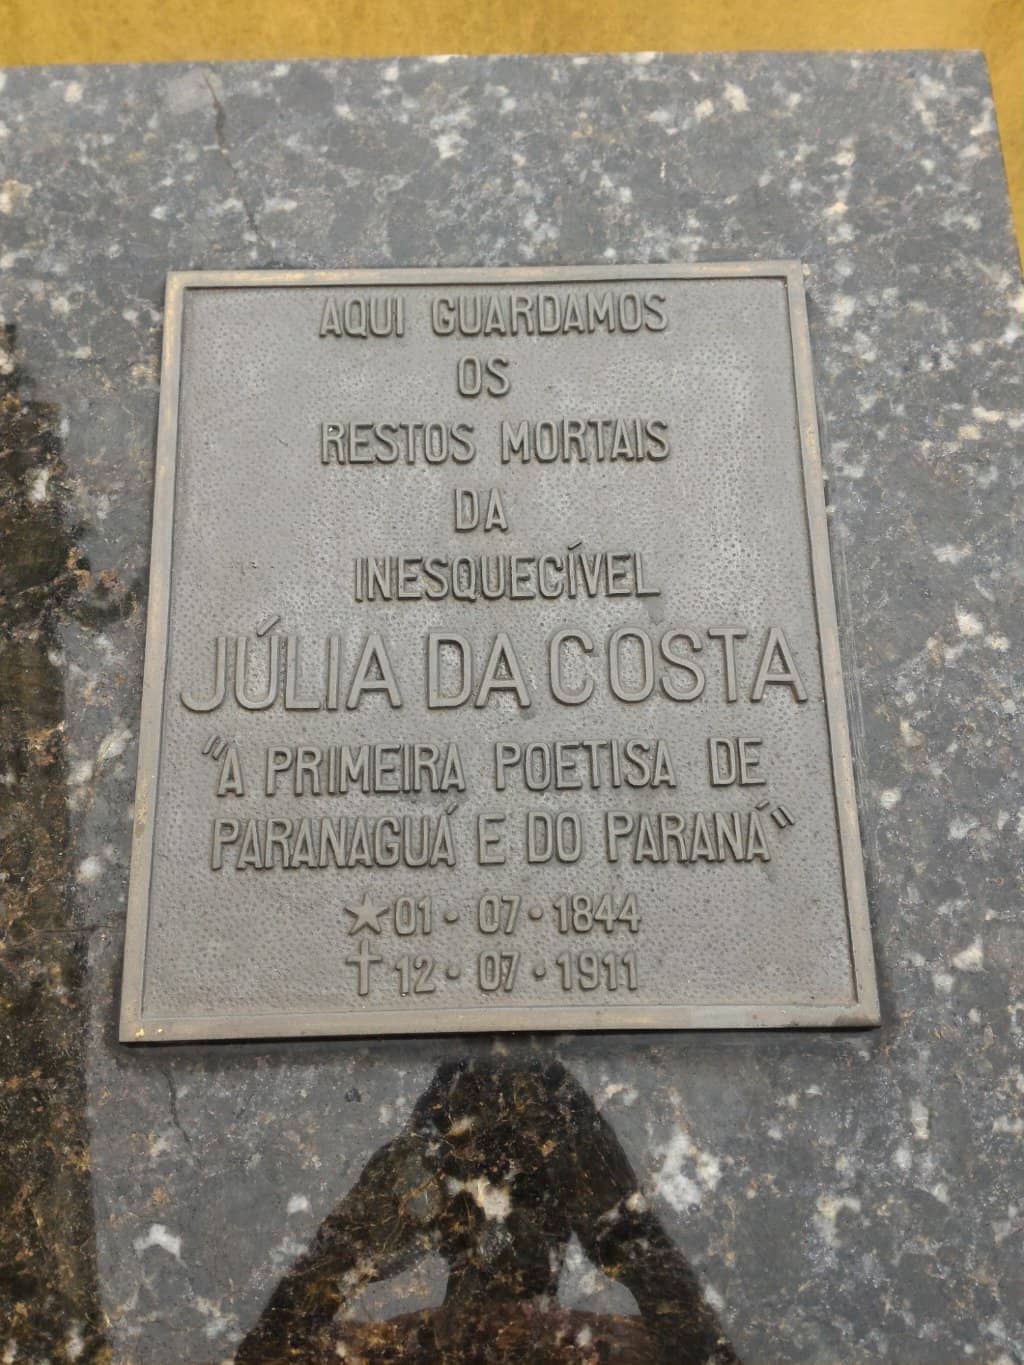 AQUI GUARDAMOS
OS
RESTOS MORTAIS
DA
INESQUECÍVEL
JÚLIA DA COSTA
"A PRIMEIRA POETISA DE
PARANAGUÁ E DO PARANÁ"
★ 01 • 07 • 1844
✝ 12 • 07 • 1911